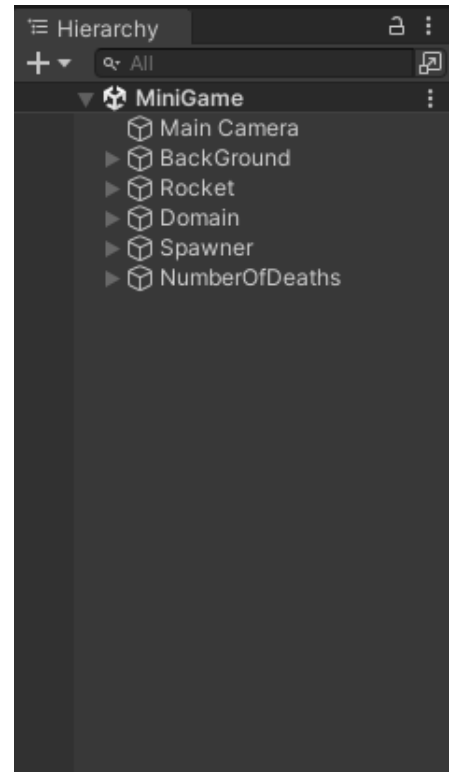 Hierarchy
All
MiniGame
Main Camera
BackGround
Rocket
Domain
Spawner
NumberOfDeaths